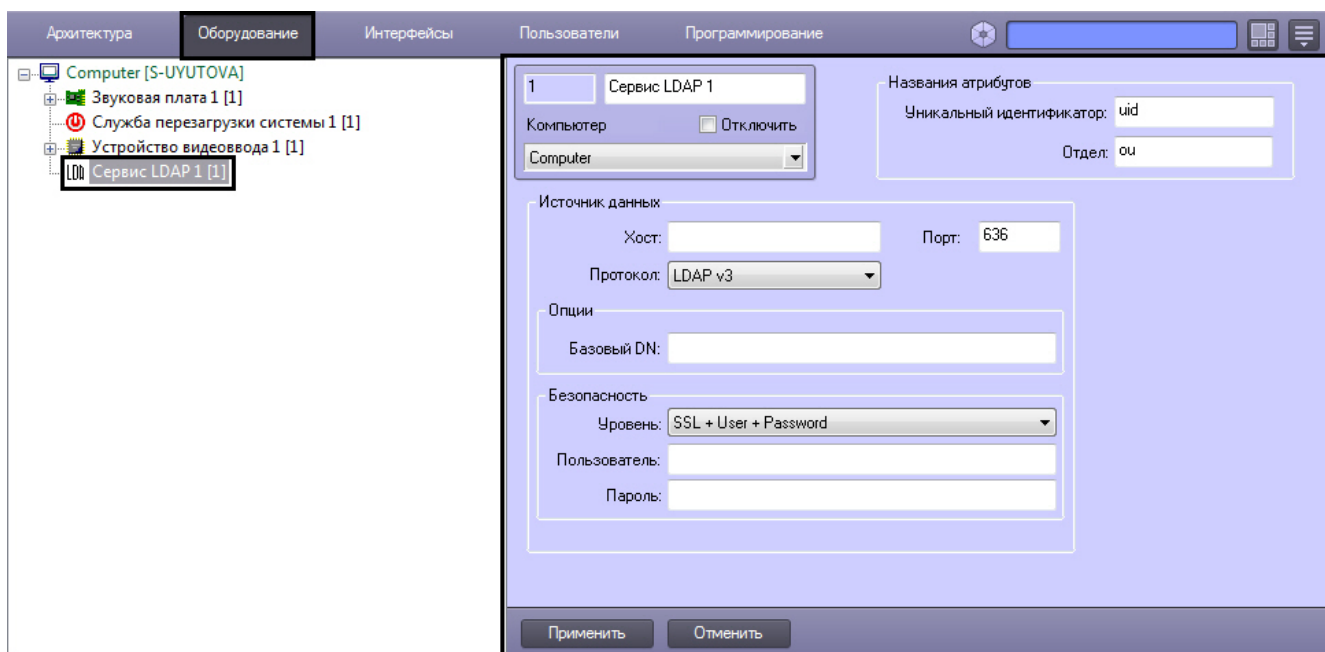 Архитектура Оборудование Интерфейсы Пользователи Программирование
Computer [S-UYUTOVA]
Звуковая плата 1 [1]
Служба перезагрузки системы 1 [1]
Устройство видеоввода 1 [1]
Сервис LDAP 1 [1]
1 Сервис LDAP 1
Компьютер Отключить
Computer
Названия атрибутов
Уникальный идентификатор: uid
Отдел: ou
Источник данных
Хост: Порт: 636
Протокол: LDAP v3
Опции
Базовый DN:
Безопасность
Уровень: SSL + User + Password
Пользователь:
Пароль:
Применить Отменить